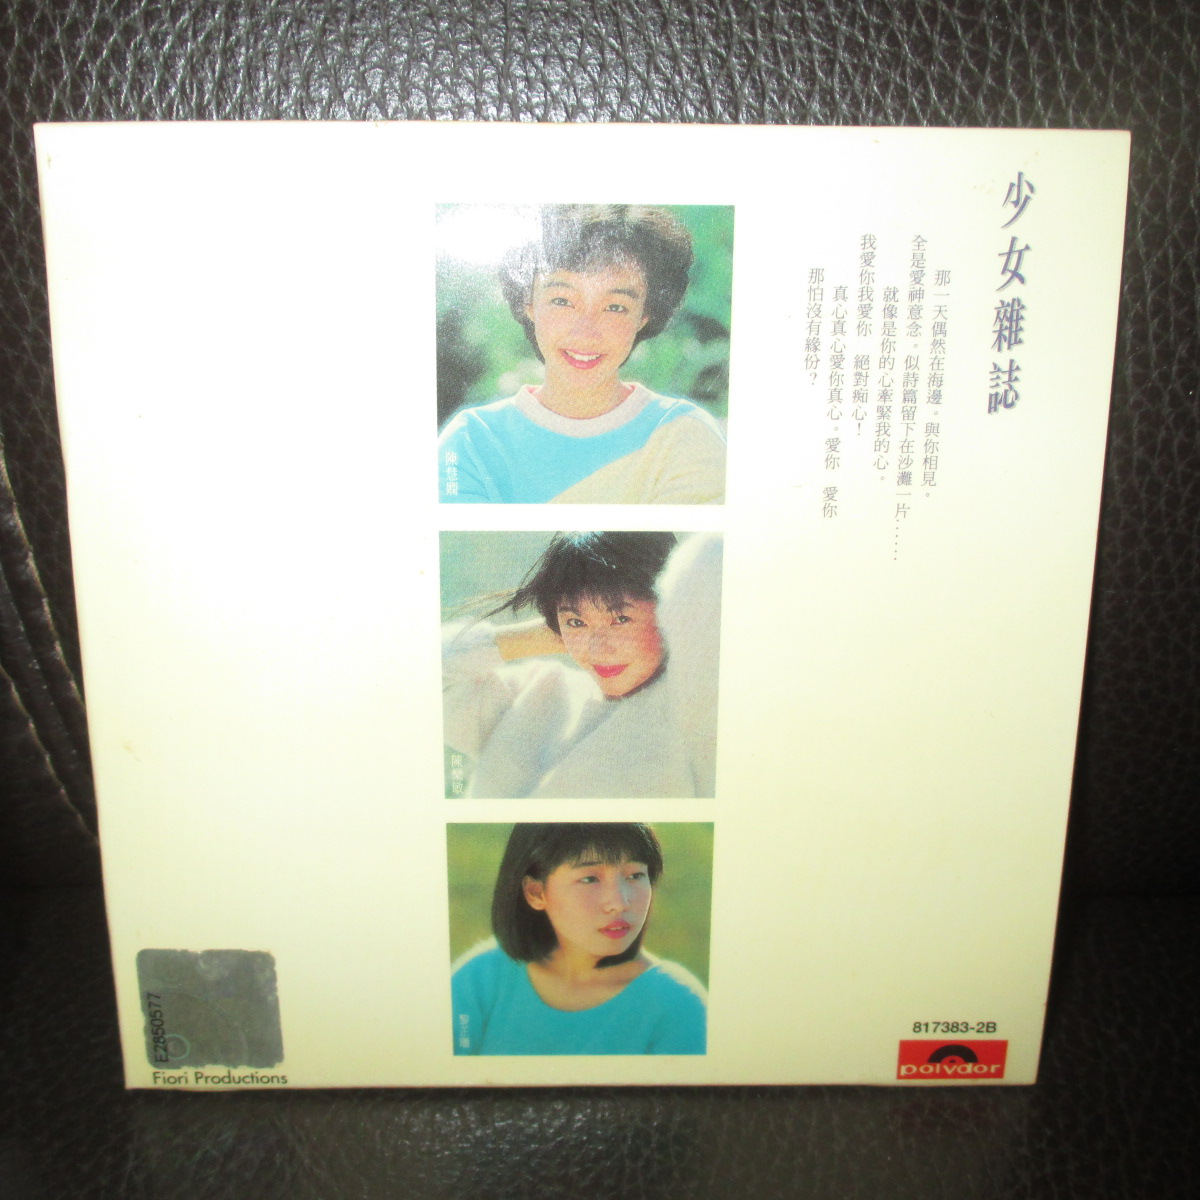 少女雜誌
那一天偶然在海邊。與你相見。
全是愛神意念。似詩篇留下在沙灘一片……
就像是你的心牽緊我的心。
我愛你我愛你　絕對痴心！
真心真心愛你真心。愛你　愛你
那怕沒有緣份？
陳慧嫻
陳樂敏
黎芷珊
E2850577
Fiori Productions
817383-2B
polydor